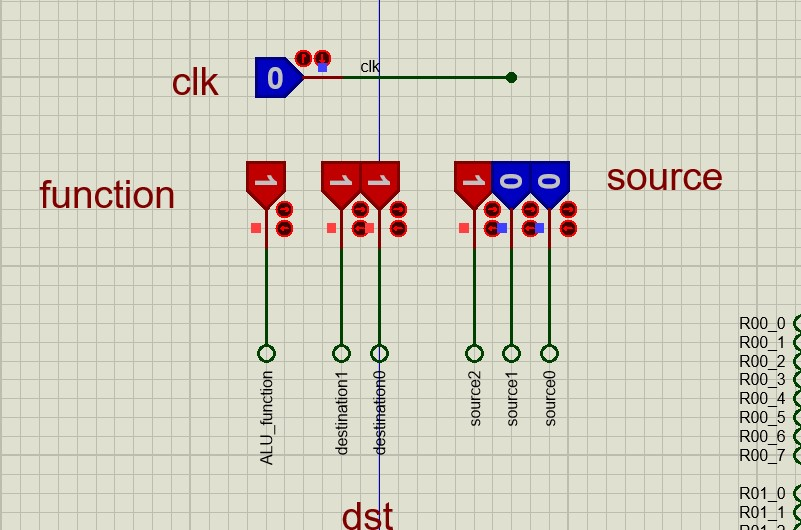 clk
0
clk
function
1
1
1
1
0
0
source
ALU_function
destination1
destination0
source2
source1
source0
R00_0
R00_1
R00_2
R00_3
R00_4
R00_5
R00_6
R00_7
R01_0
R01_1
dst